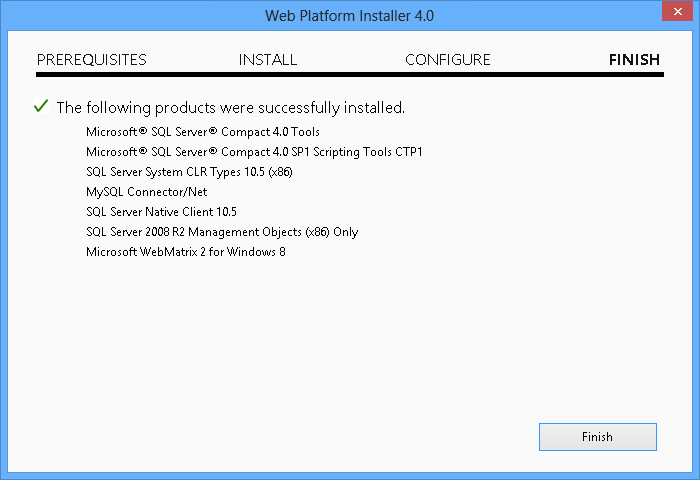 Web Platform Installer 4.0
PREREQUISITES INSTALL CONFIGURE FINISH
The following products were successfully installed.
Microsoft® SQL Server® Compact 4.0 Tools
Microsoft® SQL Server® Compact 4.0 SP1 Scripting Tools CTP1
SQL Server System CLR Types 10.5 (x86)
MySQL Connector/Net
SQL Server Native Client 10.5
SQL Server 2008 R2 Management Objects (x86) Only
Microsoft WebMatrix 2 for Windows 8
Finish